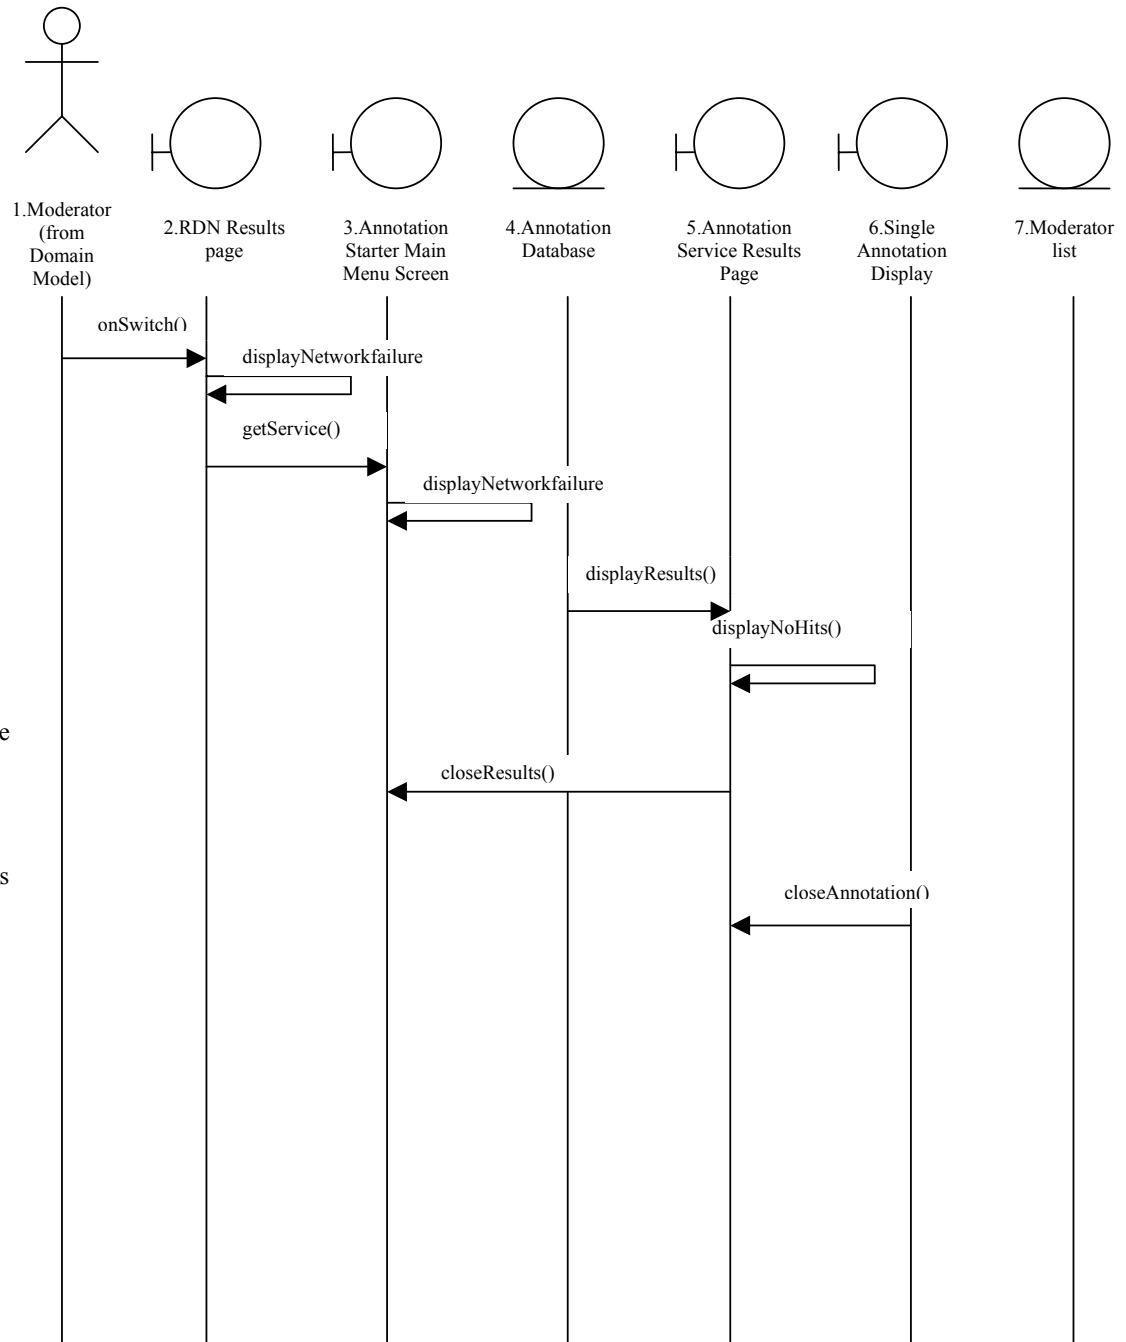 1.Moderator
(from
Domain
Model)
2.RDN Results
page
3.Annotation
Starter Main
Menu Screen
4.Annotation
Database
5.Annotation
Service Results
Page
6.Single
Annotation
Display
7.Moderator
list
onSwitch()
displayNetworkfailure
getService()
displayNetworkfailure
displayResults()
displayNoHits()
e
closeResults()
s
closeAnnotation()